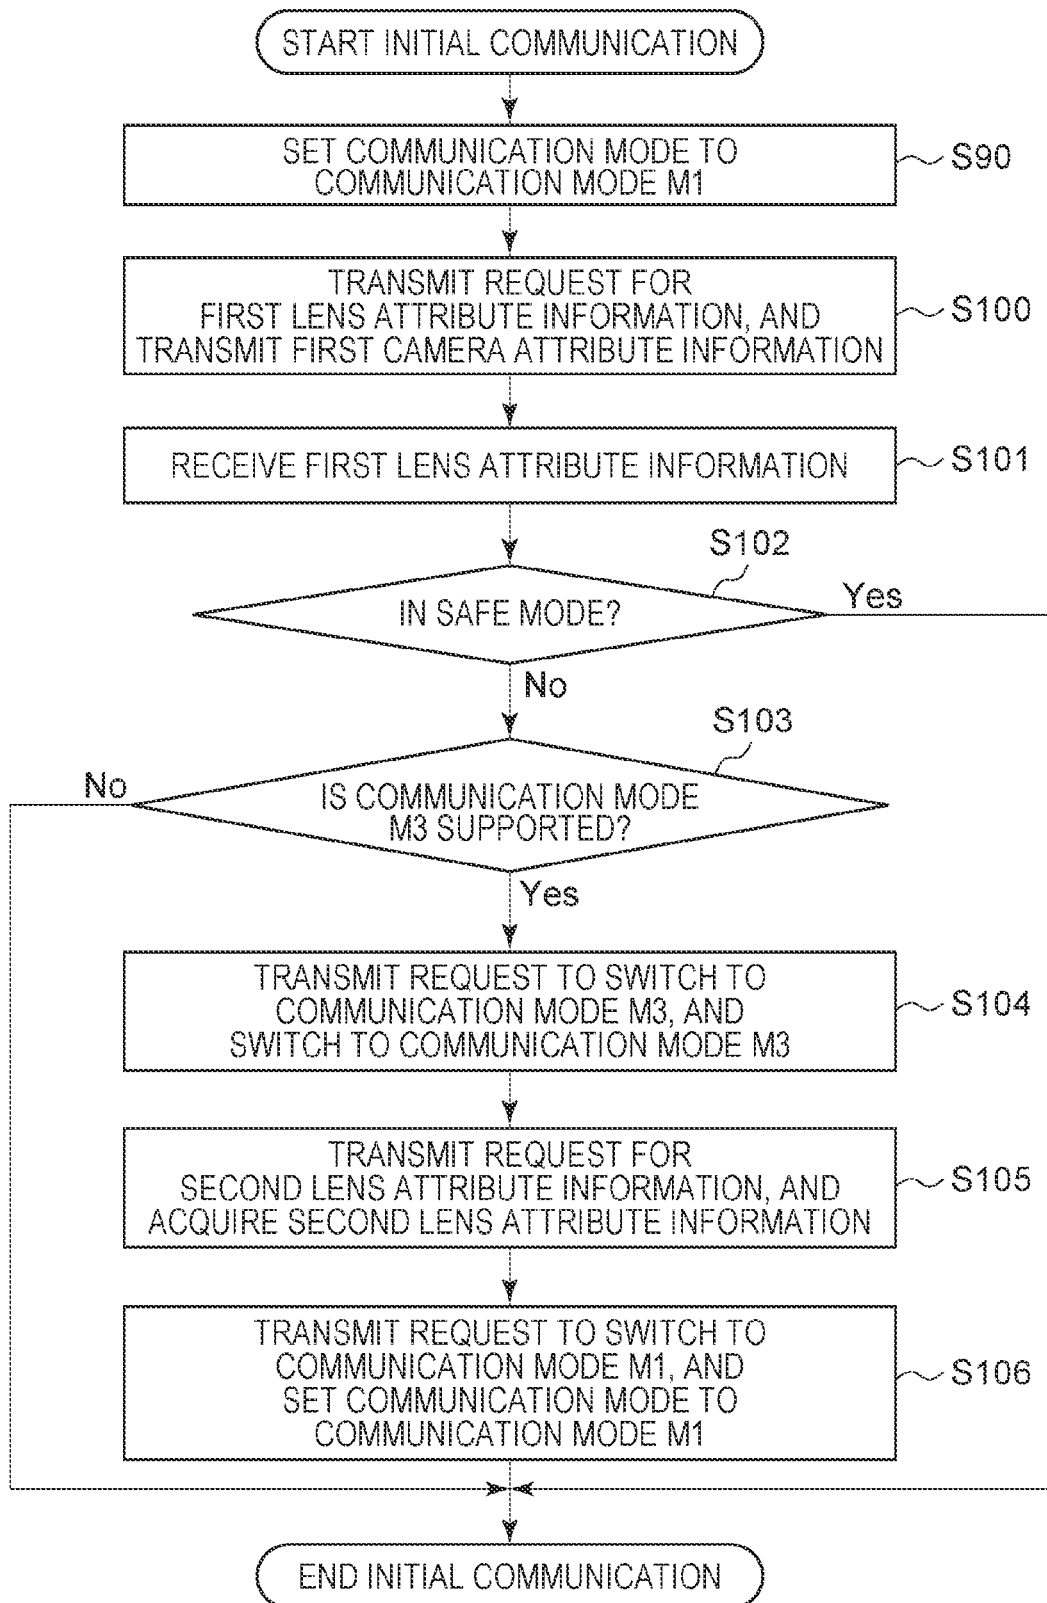 START INITIAL COMMUNICATION
SET COMMUNICATION MODE TO
COMMUNICATION MODE M1
S90
TRANSMIT REQUEST FOR
FIRST LENS ATTRIBUTE INFORMATION, AND
TRANSMIT FIRST CAMERA ATTRIBUTE INFORMATION
S100
RECEIVE FIRST LENS ATTRIBUTE INFORMATION
S101
S102
IN SAFE MODE?
Yes
No
S103
No
IS COMMUNICATION MODE
M3 SUPPORTED?
Yes
TRANSMIT REQUEST TO SWITCH TO
COMMUNICATION MODE M3, AND
SWITCH TO COMMUNICATION MODE M3
S104
TRANSMIT REQUEST FOR
SECOND LENS ATTRIBUTE INFORMATION, AND
ACQUIRE SECOND LENS ATTRIBUTE INFORMATION
S105
TRANSMIT REQUEST TO SWITCH TO
COMMUNICATION MODE M1, AND
SET COMMUNICATION MODE TO
COMMUNICATION MODE M1
S106
END INITIAL COMMUNICATION